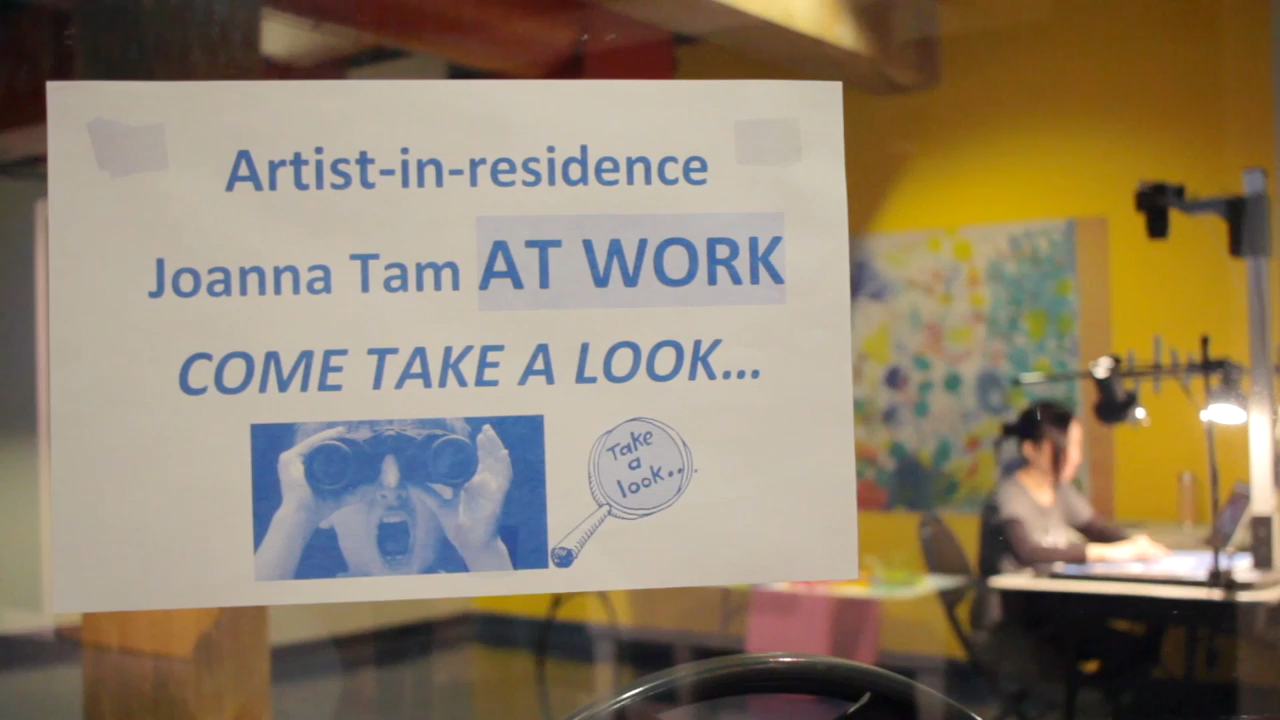 Artist-in-residence
Joanna Tam AT WORK
COME TAKE A LOOK...
Take
a
look...